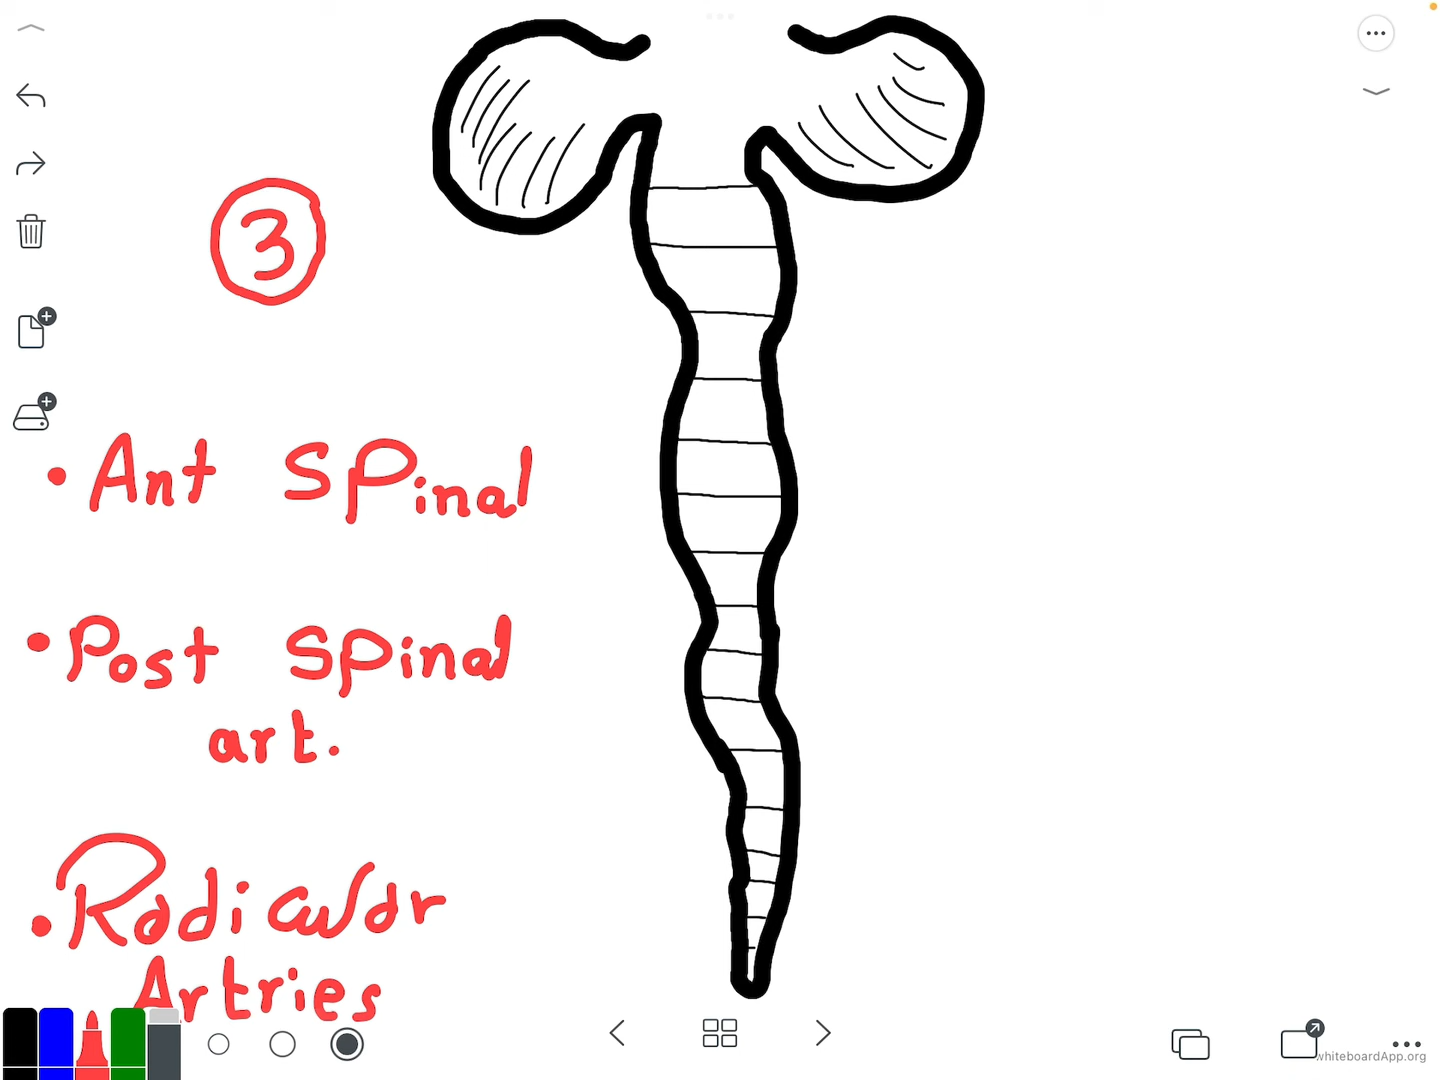 3
• Ant Spinal
• Post Spinal
art.
• Radicular
Artries
whiteboardApp.org